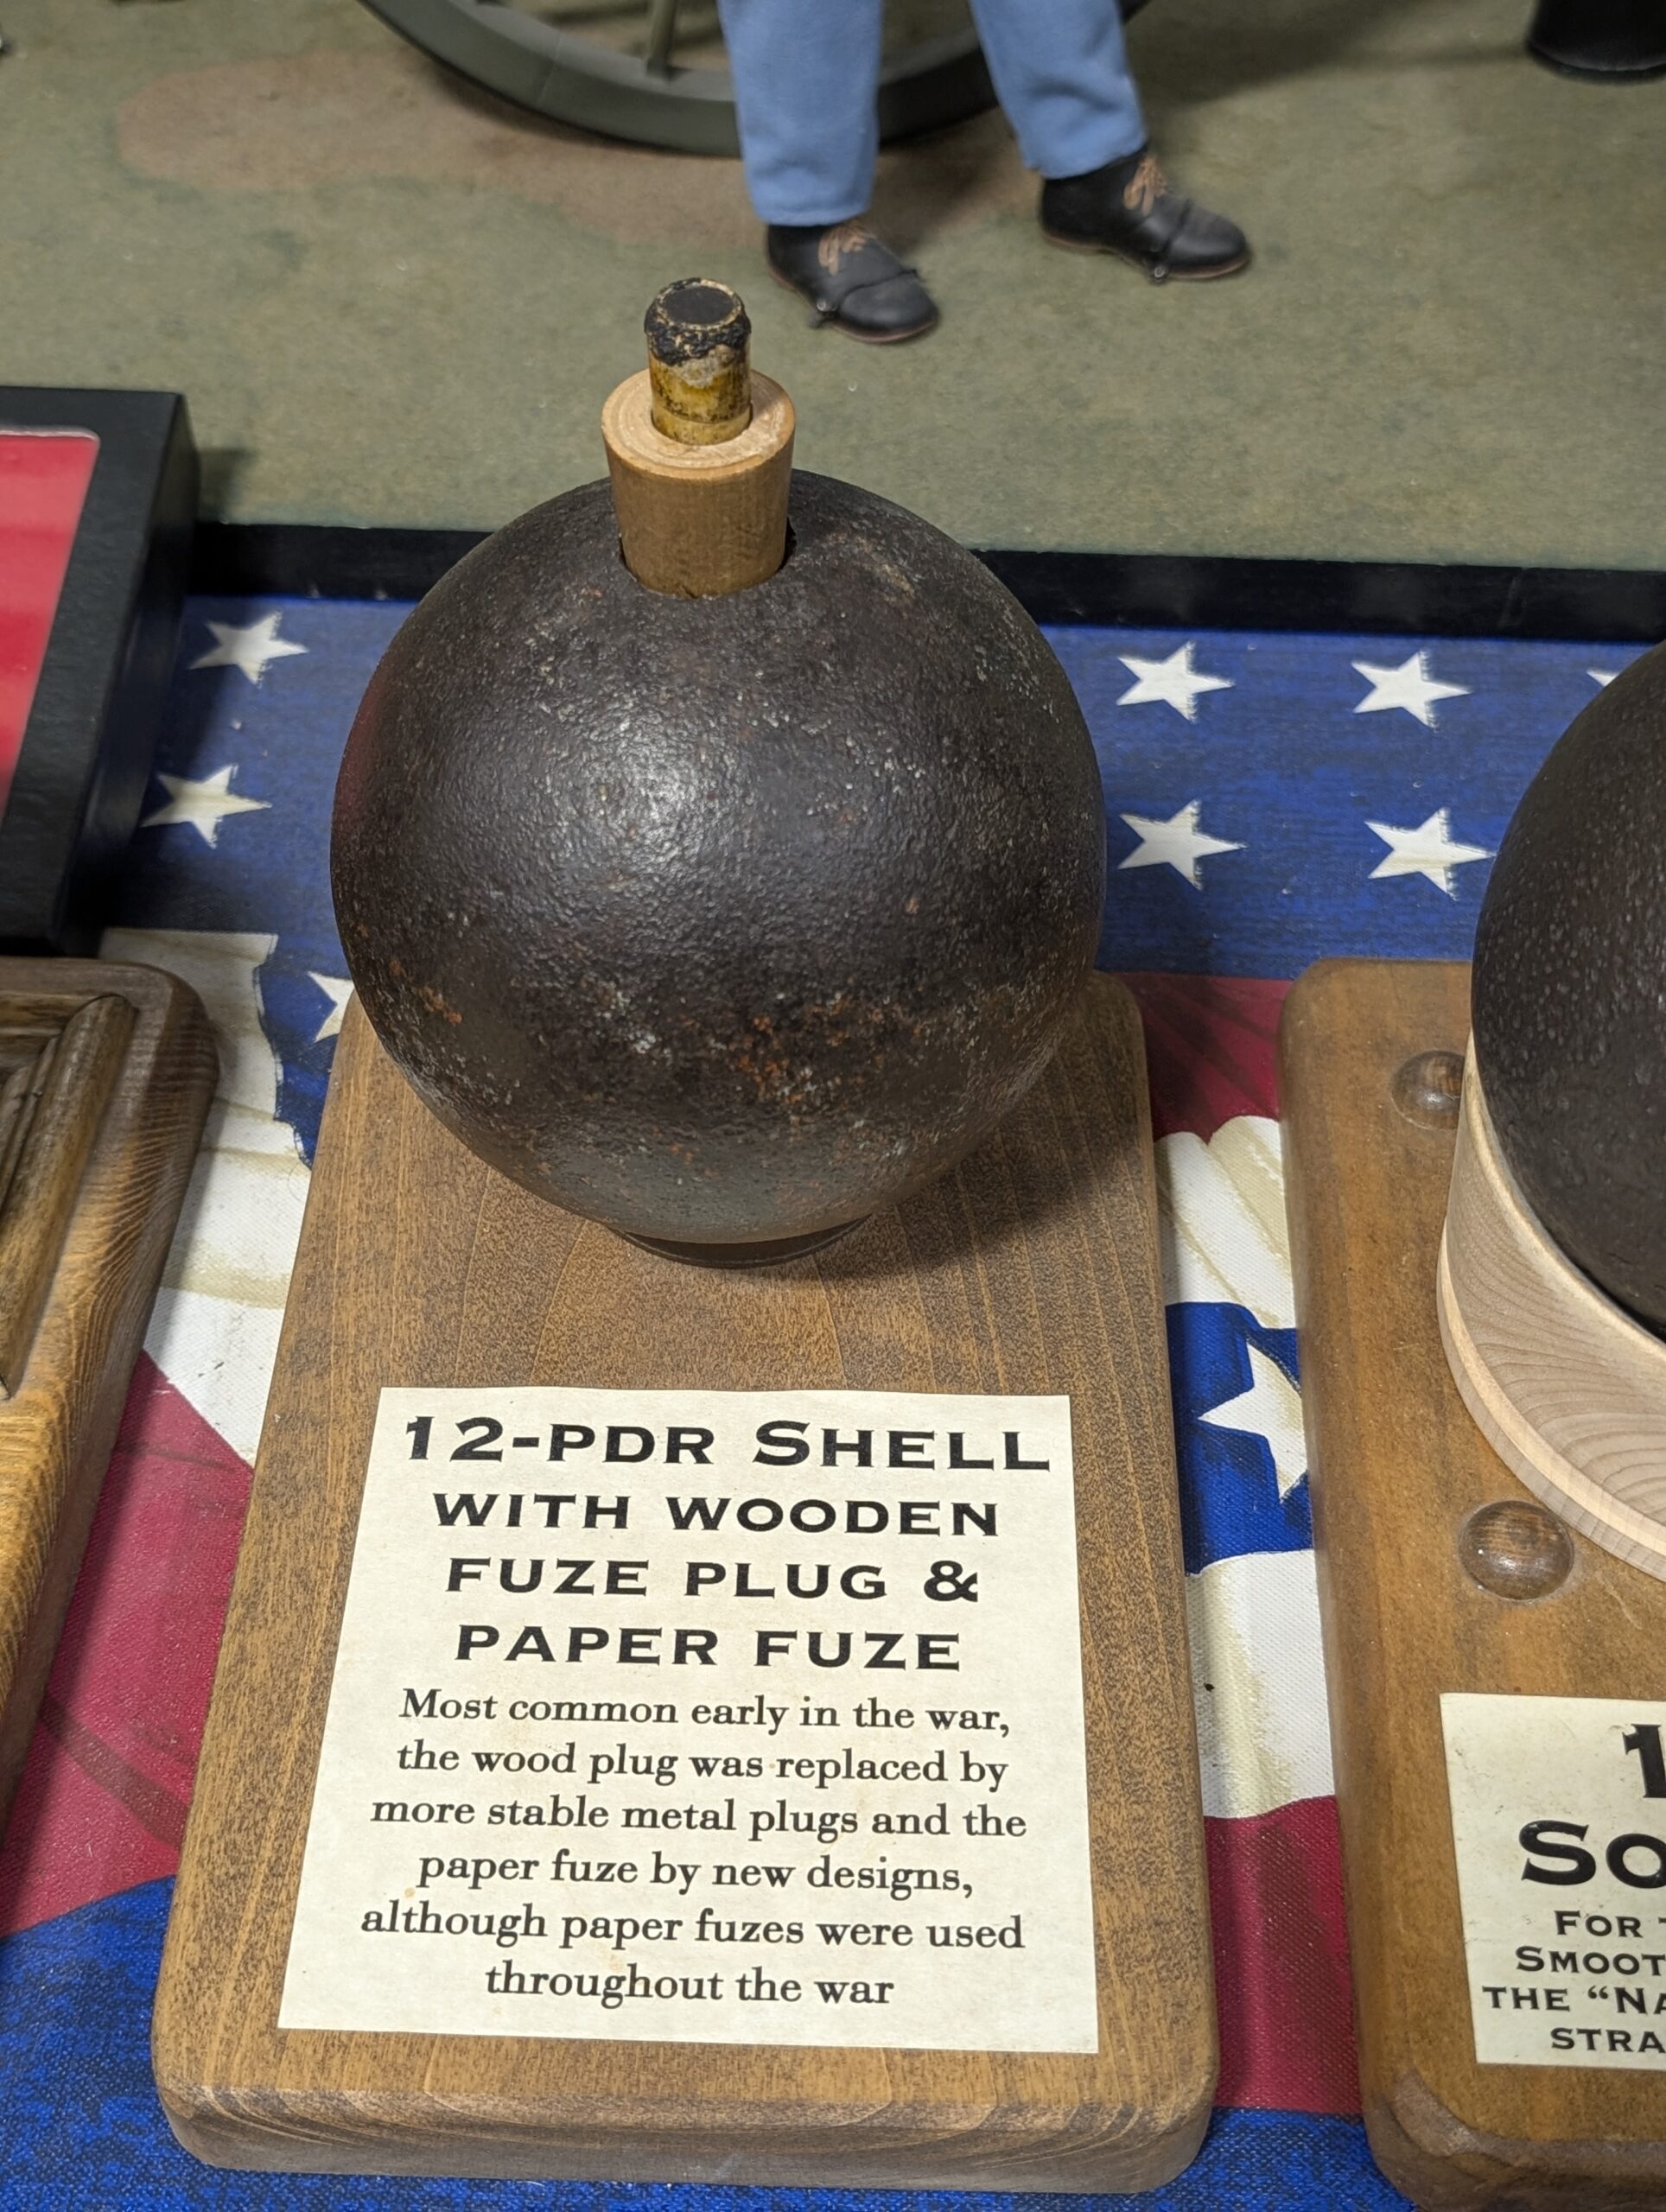 12-PDR SHELL
WITH WOODEN
FUZE PLUG &
PAPER FUZE
Most common early in the war,
the wood plug was replaced by
more stable metal plugs and the
paper fuze by new designs,
although paper fuzes were used
throughout the war
FOR
THE